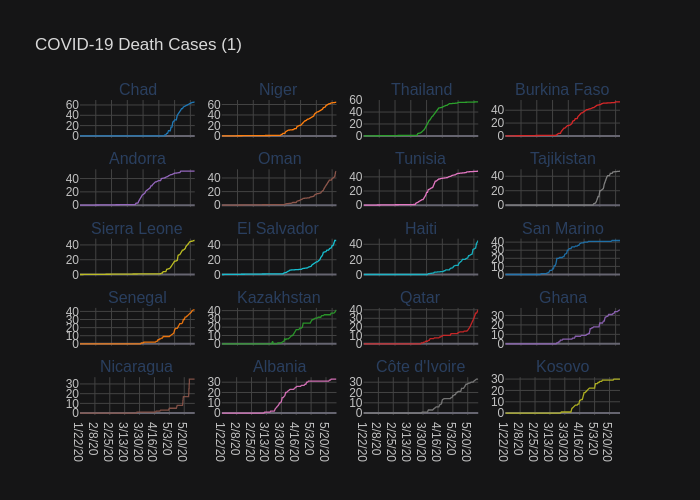 COVID-19 Death Cases (1)
Chad Niger Thailand Burkina Faso
60 60 60
40 40 40 40
20 20 20 20
0 0 0 0
Andorra Oman Tunisia Tajikistan
40 40 40 40
20 20 20 20
0 0 0 0
Sierra Leone El Salvador Haiti San Marino
40 40 40 40
30
20 20 20 20
10
0 0 0 0
Senegal Kazakhstan Qatar Ghana
40 40 40
30 30 30 30
20 20 20 20
10 10 10 10
0 0 0 0
Nicaragua Albania Côte d'Ivoire Kosovo
30 30 30 30
20 20 20 20
10 10 10 10
0 0 0 0
1/22/20 2/8/20 2/25/20 3/13/20 3/30/20 4/16/20 5/3/20 5/20/20 1/22/20 2/8/20 2/25/20 3/13/20 3/30/20 4/16/20 5/3/20 5/20/20 1/22/20 2/8/20 2/25/20 3/13/20 3/30/20 4/16/20 5/3/20 5/20/20 1/22/20 2/8/20 2/25/20 3/13/20 3/30/20 4/16/20 5/3/20 5/20/20